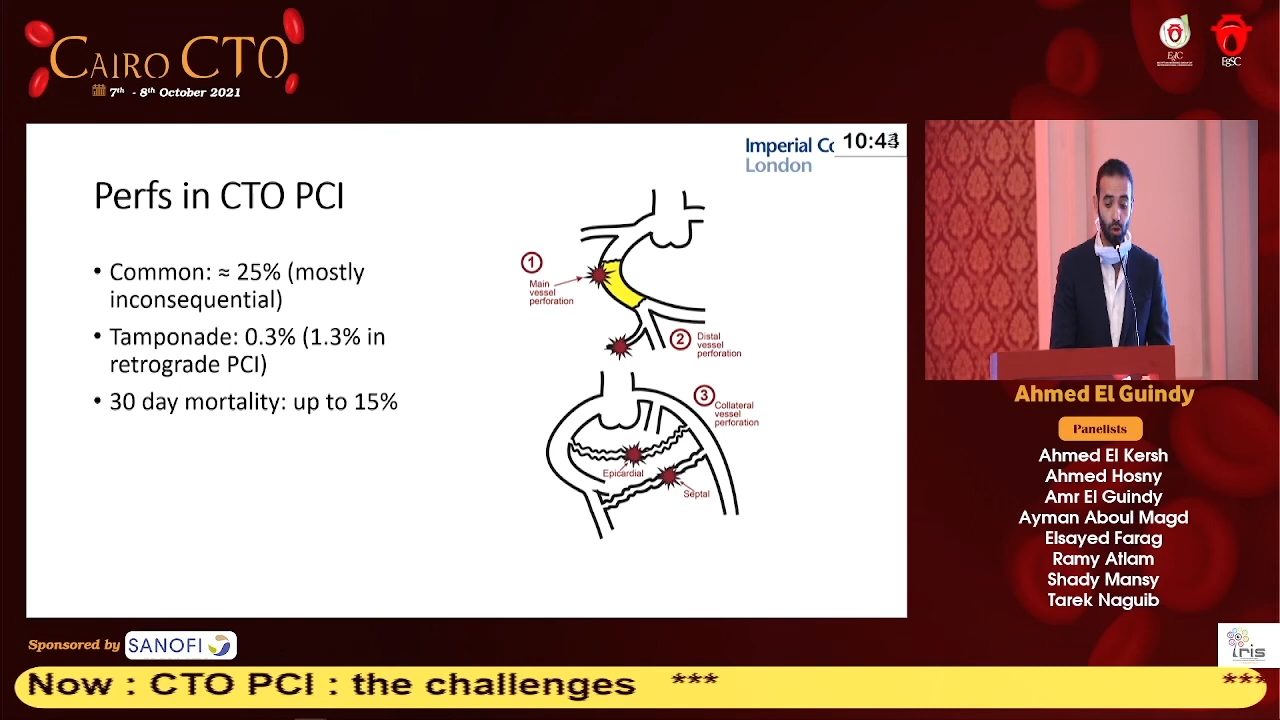 CAIRO CTO
7th - 8th October 2021
EgSC
Imperial Co
London
10:44
Perfs in CTO PCI
• Common: ≈ 25% (mostly
inconsequential)
• Tamponade: 0.3% (1.3% in
retrograde PCI)
• 30 day mortality: up to 15%
1
Main
vessel
perforation
2
Distal
vessel
perforation
3
Collateral
vessel
perforation
Epicardial
Septal
Ahmed El Guindy
Panelists
Ahmed El Kersh
Ahmed Hosny
Amr El Guindy
Ayman Aboul Magd
Elsayed Farag
Ramy Atlam
Shady Mansy
Tarek Naguib
Sponsored by SANOFI
iris
Now : CTO PCI : the challenges *** ***